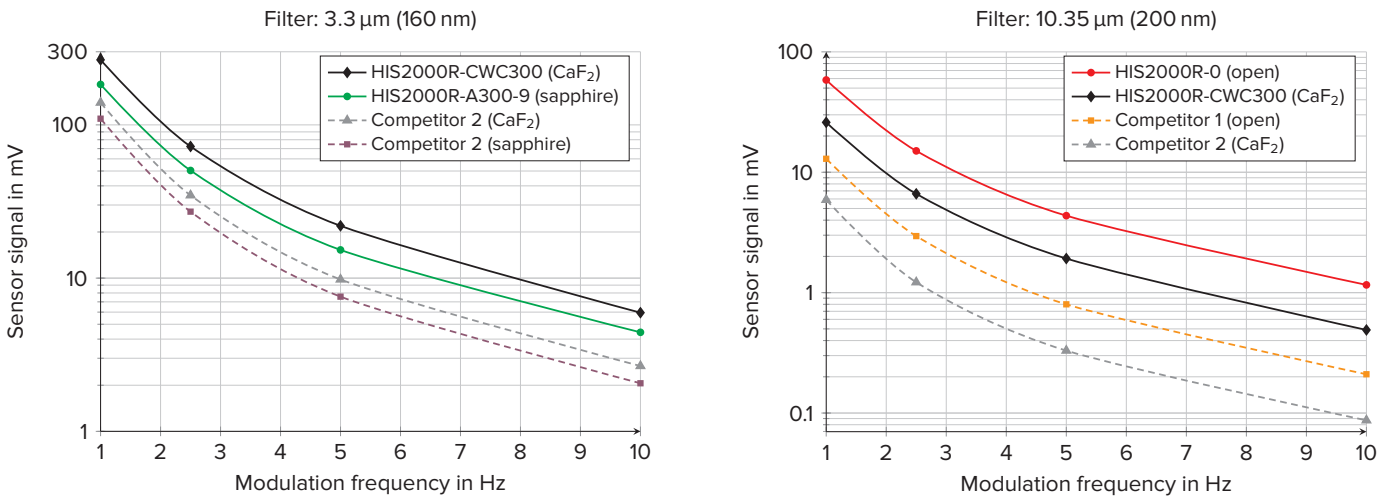 Filter: 3.3 µm (160 nm)
300
100
10
1
Sensor signal in mV
HIS2000R-CWC300 (CaF₂)
HIS2000R-A300-9 (sapphire)
Competitor 2 (CaF₂)
Competitor 2 (sapphire)
1 2 3 4 5 6 7 8 9 10
Modulation frequency in Hz
Filter: 10.35 µm (200 nm)
100
10
1
0.1
Sensor signal in mV
HIS2000R-0 (open)
HIS2000R-CWC300 (CaF₂)
Competitor 1 (open)
Competitor 2 (CaF₂)
1 2 3 4 5 6 7 8 9 10
Modulation frequency in Hz